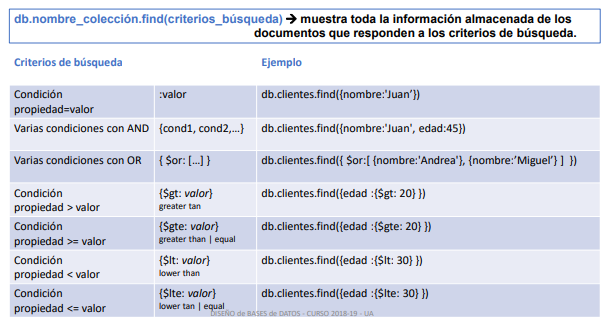 db.nombre_colección.find(criterios_búsqueda) → muestra toda la información almacenada de los
documentos que responden a los criterios de búsqueda.
Criterios de búsqueda Ejemplo
Condición :valor db.clientes.find({nombre:'Juan'})
propiedad=valor
Varias condiciones con AND {cond1, cond2,…} db.clientes.find({nombre:'Juan', edad:45})
Varias condiciones con OR { $or: […] } db.clientes.find({ $or:[ {nombre:'Andrea'}, {nombre:'Miguel'} ] })
Condición {$gt: valor} db.clientes.find({edad :{$gt: 20} })
propiedad > valor greater tan
Condición {$gte: valor} db.clientes.find({edad :{$gte: 20} })
propiedad >= valor greater than | equal
Condición {$lt: valor} db.clientes.find({edad :{$lt: 30} })
propiedad < valor lower than
Condición {$lte: valor} db.clientes.find({edad :{$lte: 30} })
propiedad <= valor lower tan | equal
DISEÑO de BASES de DATOS - CURSO 2018-19 - UA